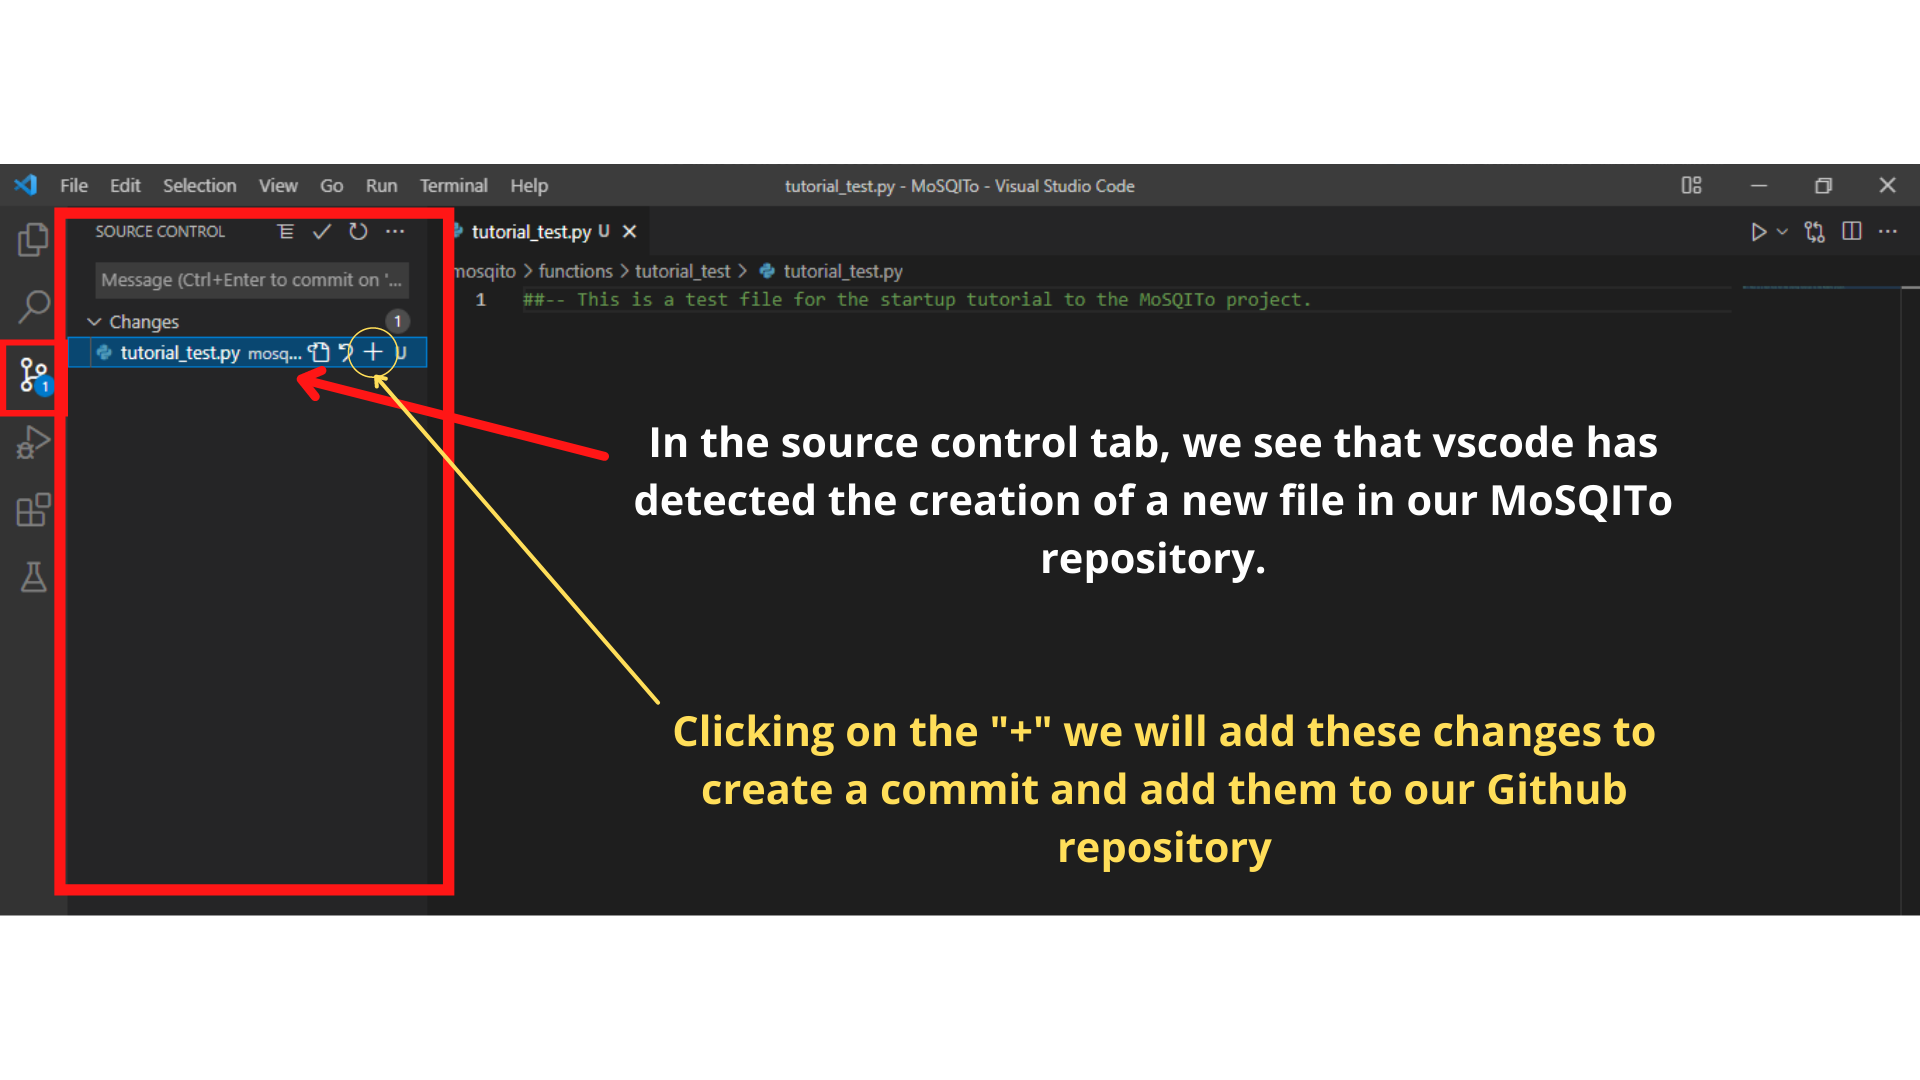 File Edit Selection View Go Run Terminal Help
tutorial_test.py - MoSQITo - Visual Studio Code
SOURCE CONTROL
tutorial_test.py U
Message (Ctrl+Enter to commit on '...
mosqito > functions > tutorial_test > tutorial_test.py
1 ##-- This is a test file for the startup tutorial to the MoSQITo project.
Changes 1
tutorial_test.py mosq... + U
1
In the source control tab, we see that vscode has
detected the creation of a new file in our MoSQITo
repository.
Clicking on the "+" we will add these changes to
create a commit and add them to our Github
repository